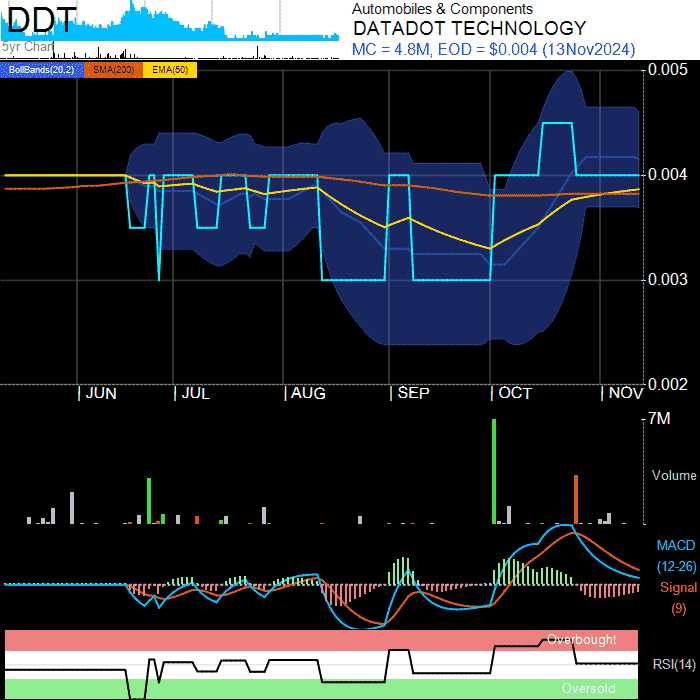 DDT
5yr Chart
Automobiles & Components
DATADOT TECHNOLOGY
MC = 4.8M, EOD = $0.004 (13Nov2024)
BollBands(20,2) SMA(200) EMA(50)
0.005
0.004
0.003
0.002
JUN JUL AUG SEP OCT NOV
7M
Volume
MACD
(12-26)
Signal
(9)
Overbought
RSI(14)
Oversold